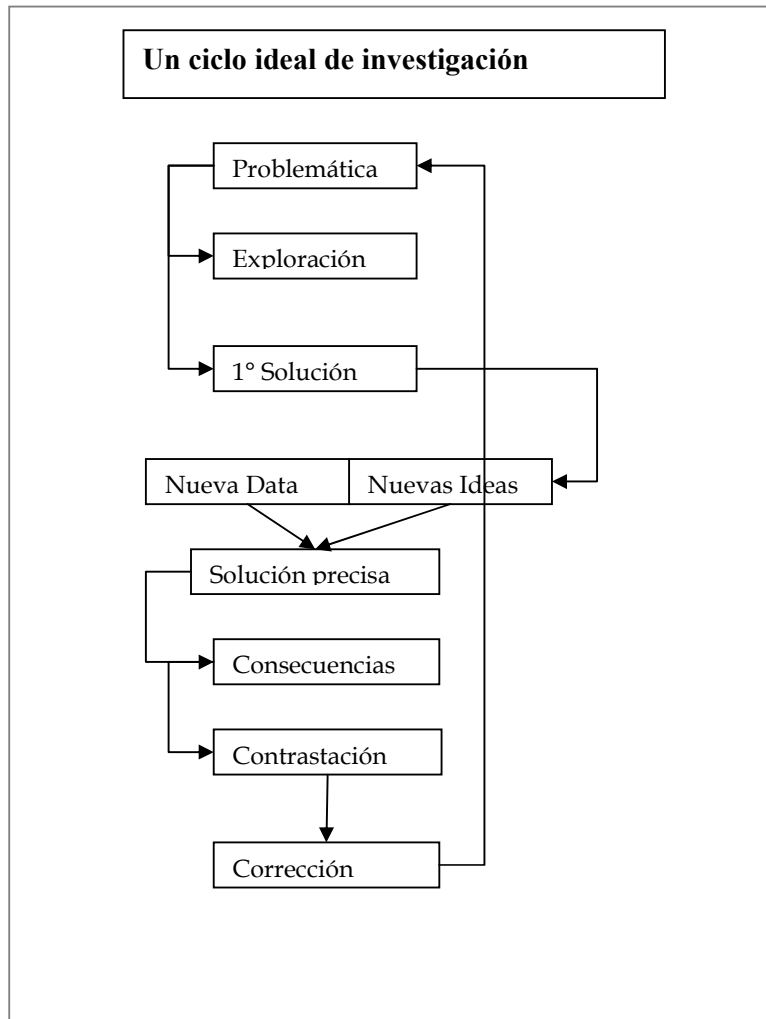 Un ciclo ideal de investigación
Problemática
Exploración
1° Solución
Nueva Data
Nuevas Ideas
Solución precisa
Consecuencias
Contrastación
Corrección